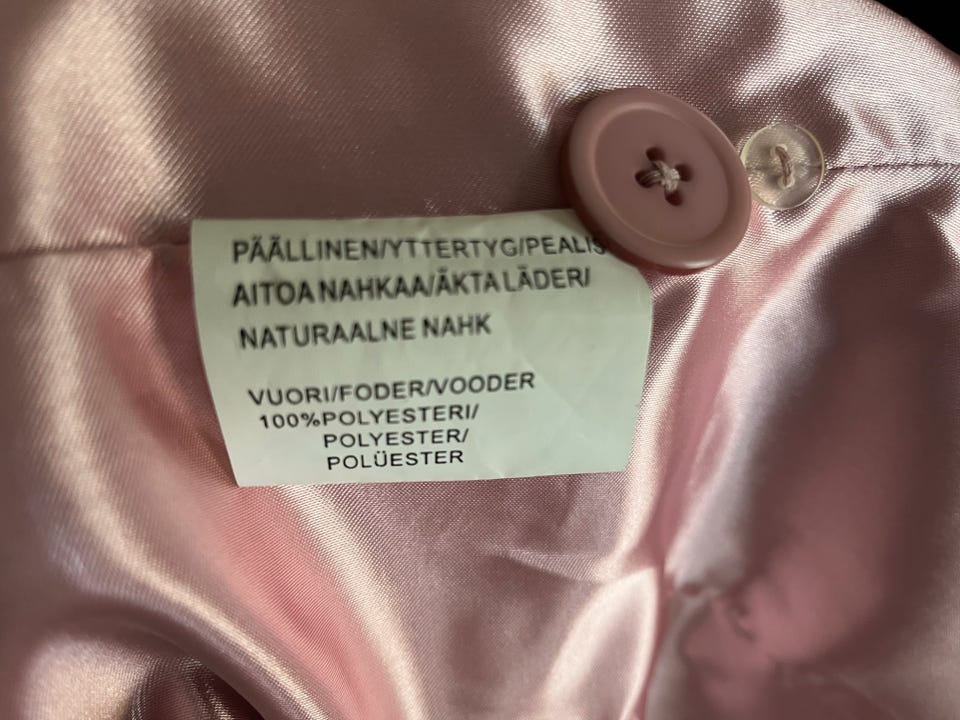 PÄÄLLINEN/YTTERTYG/PEALIS
AITOA NAHKAA/ÄKTA LÄDER/
NATURAALNE NAHK
VUORI/FODER/VOODER
100%POLYESTERI/
POLYESTER/
POLÜESTER